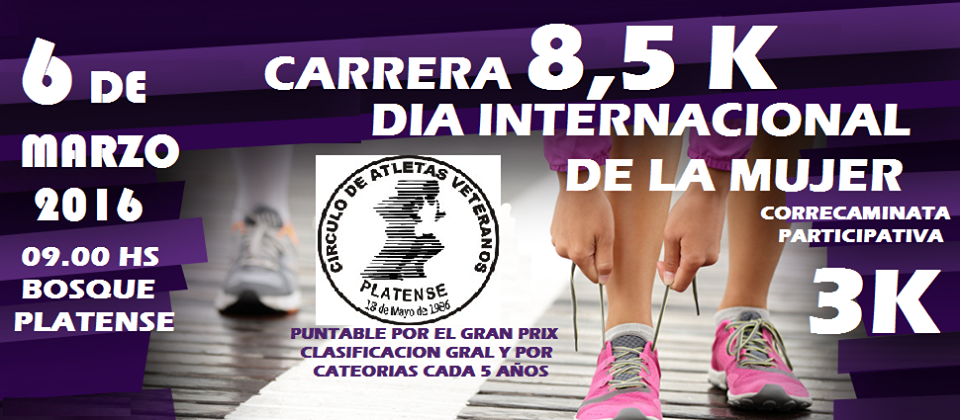 6 DE
MARZO
2016
09.00 HS
BOSQUE
PLATENSE
CARRERA 8,5 K
DIA INTERNACIONAL
DE LA MUJER
CORRECAMINATA
PARTICIPATIVA
3K
CIRCULO DE ATLETAS VETERANOS
PLATENSE
18 de Mayo de 1986
PUNTABLE POR EL GRAN PRIX
CLASIFICACION GRAL Y POR
CATEORIAS CADA 5 AÑOS